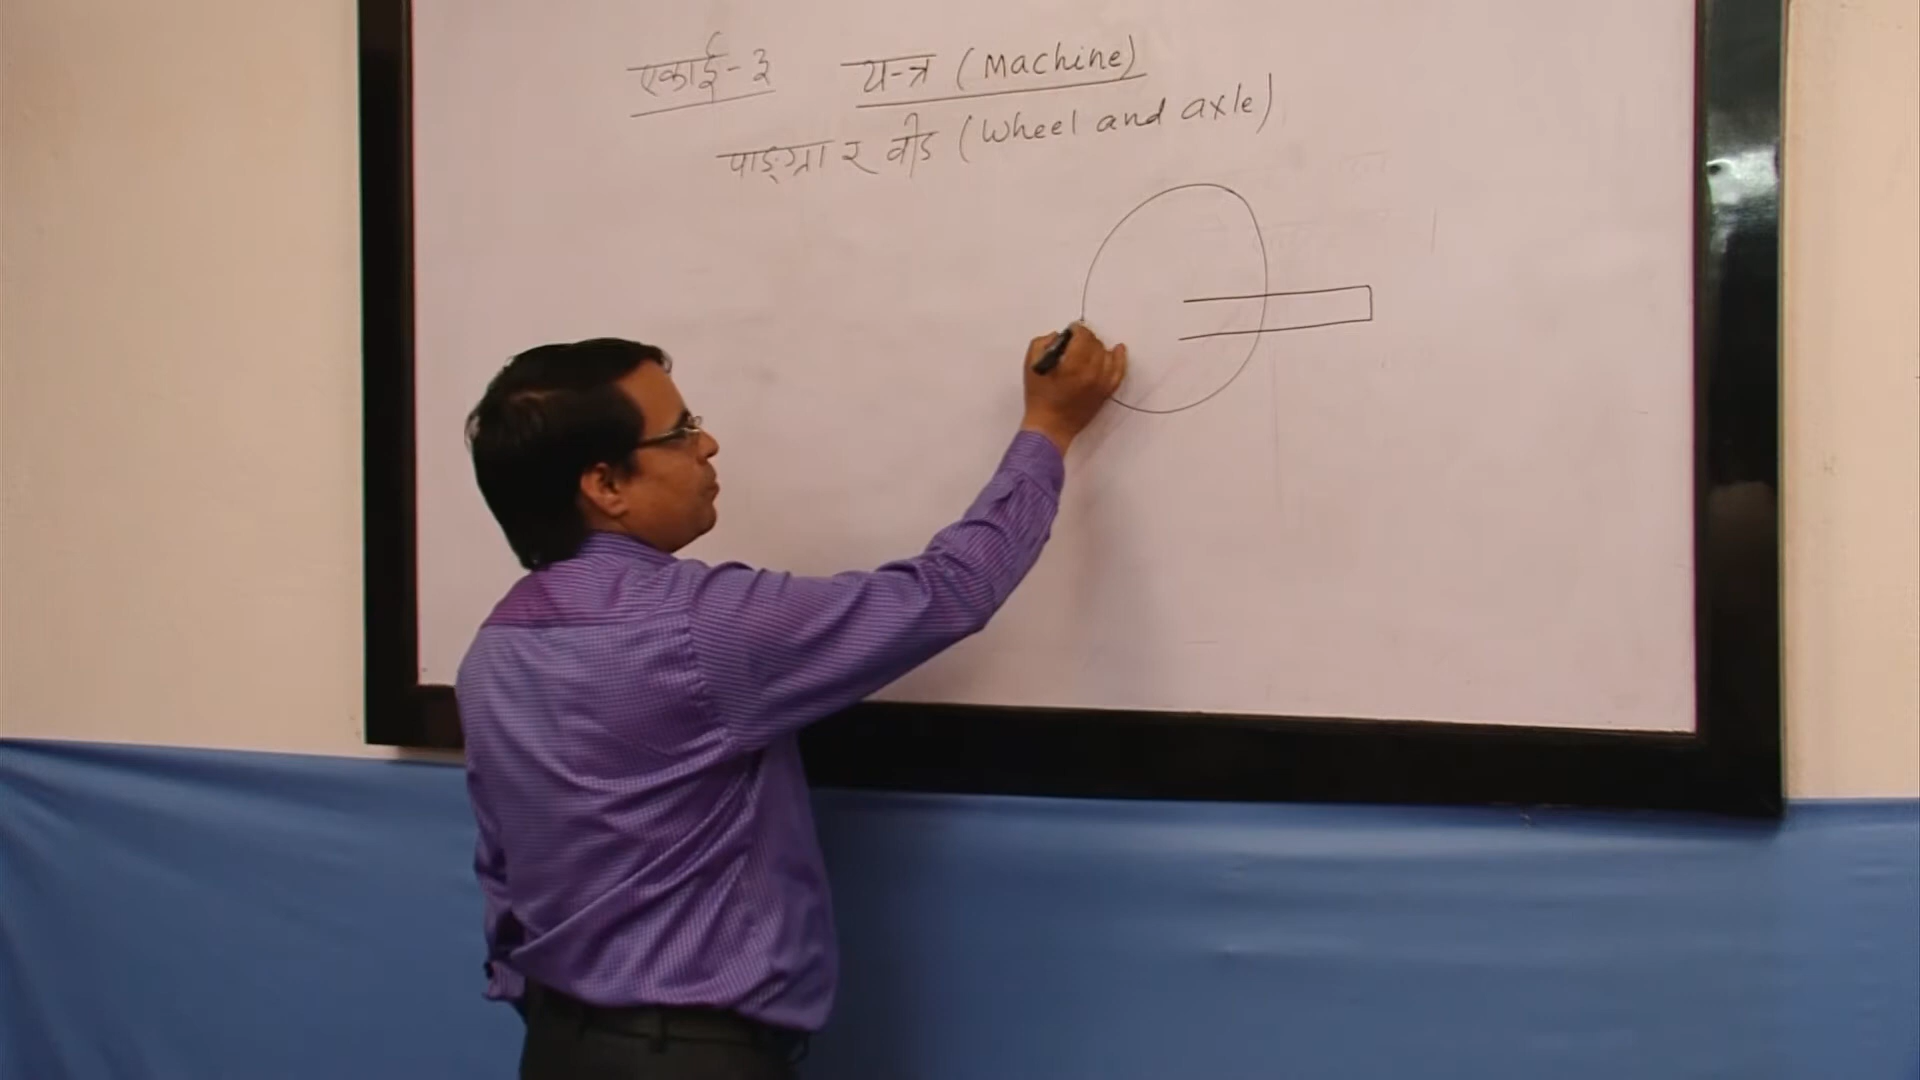 एकाई-३ यन्त्र (Machine)
पाङ्ग्रा र वीँड (Wheel and axle)